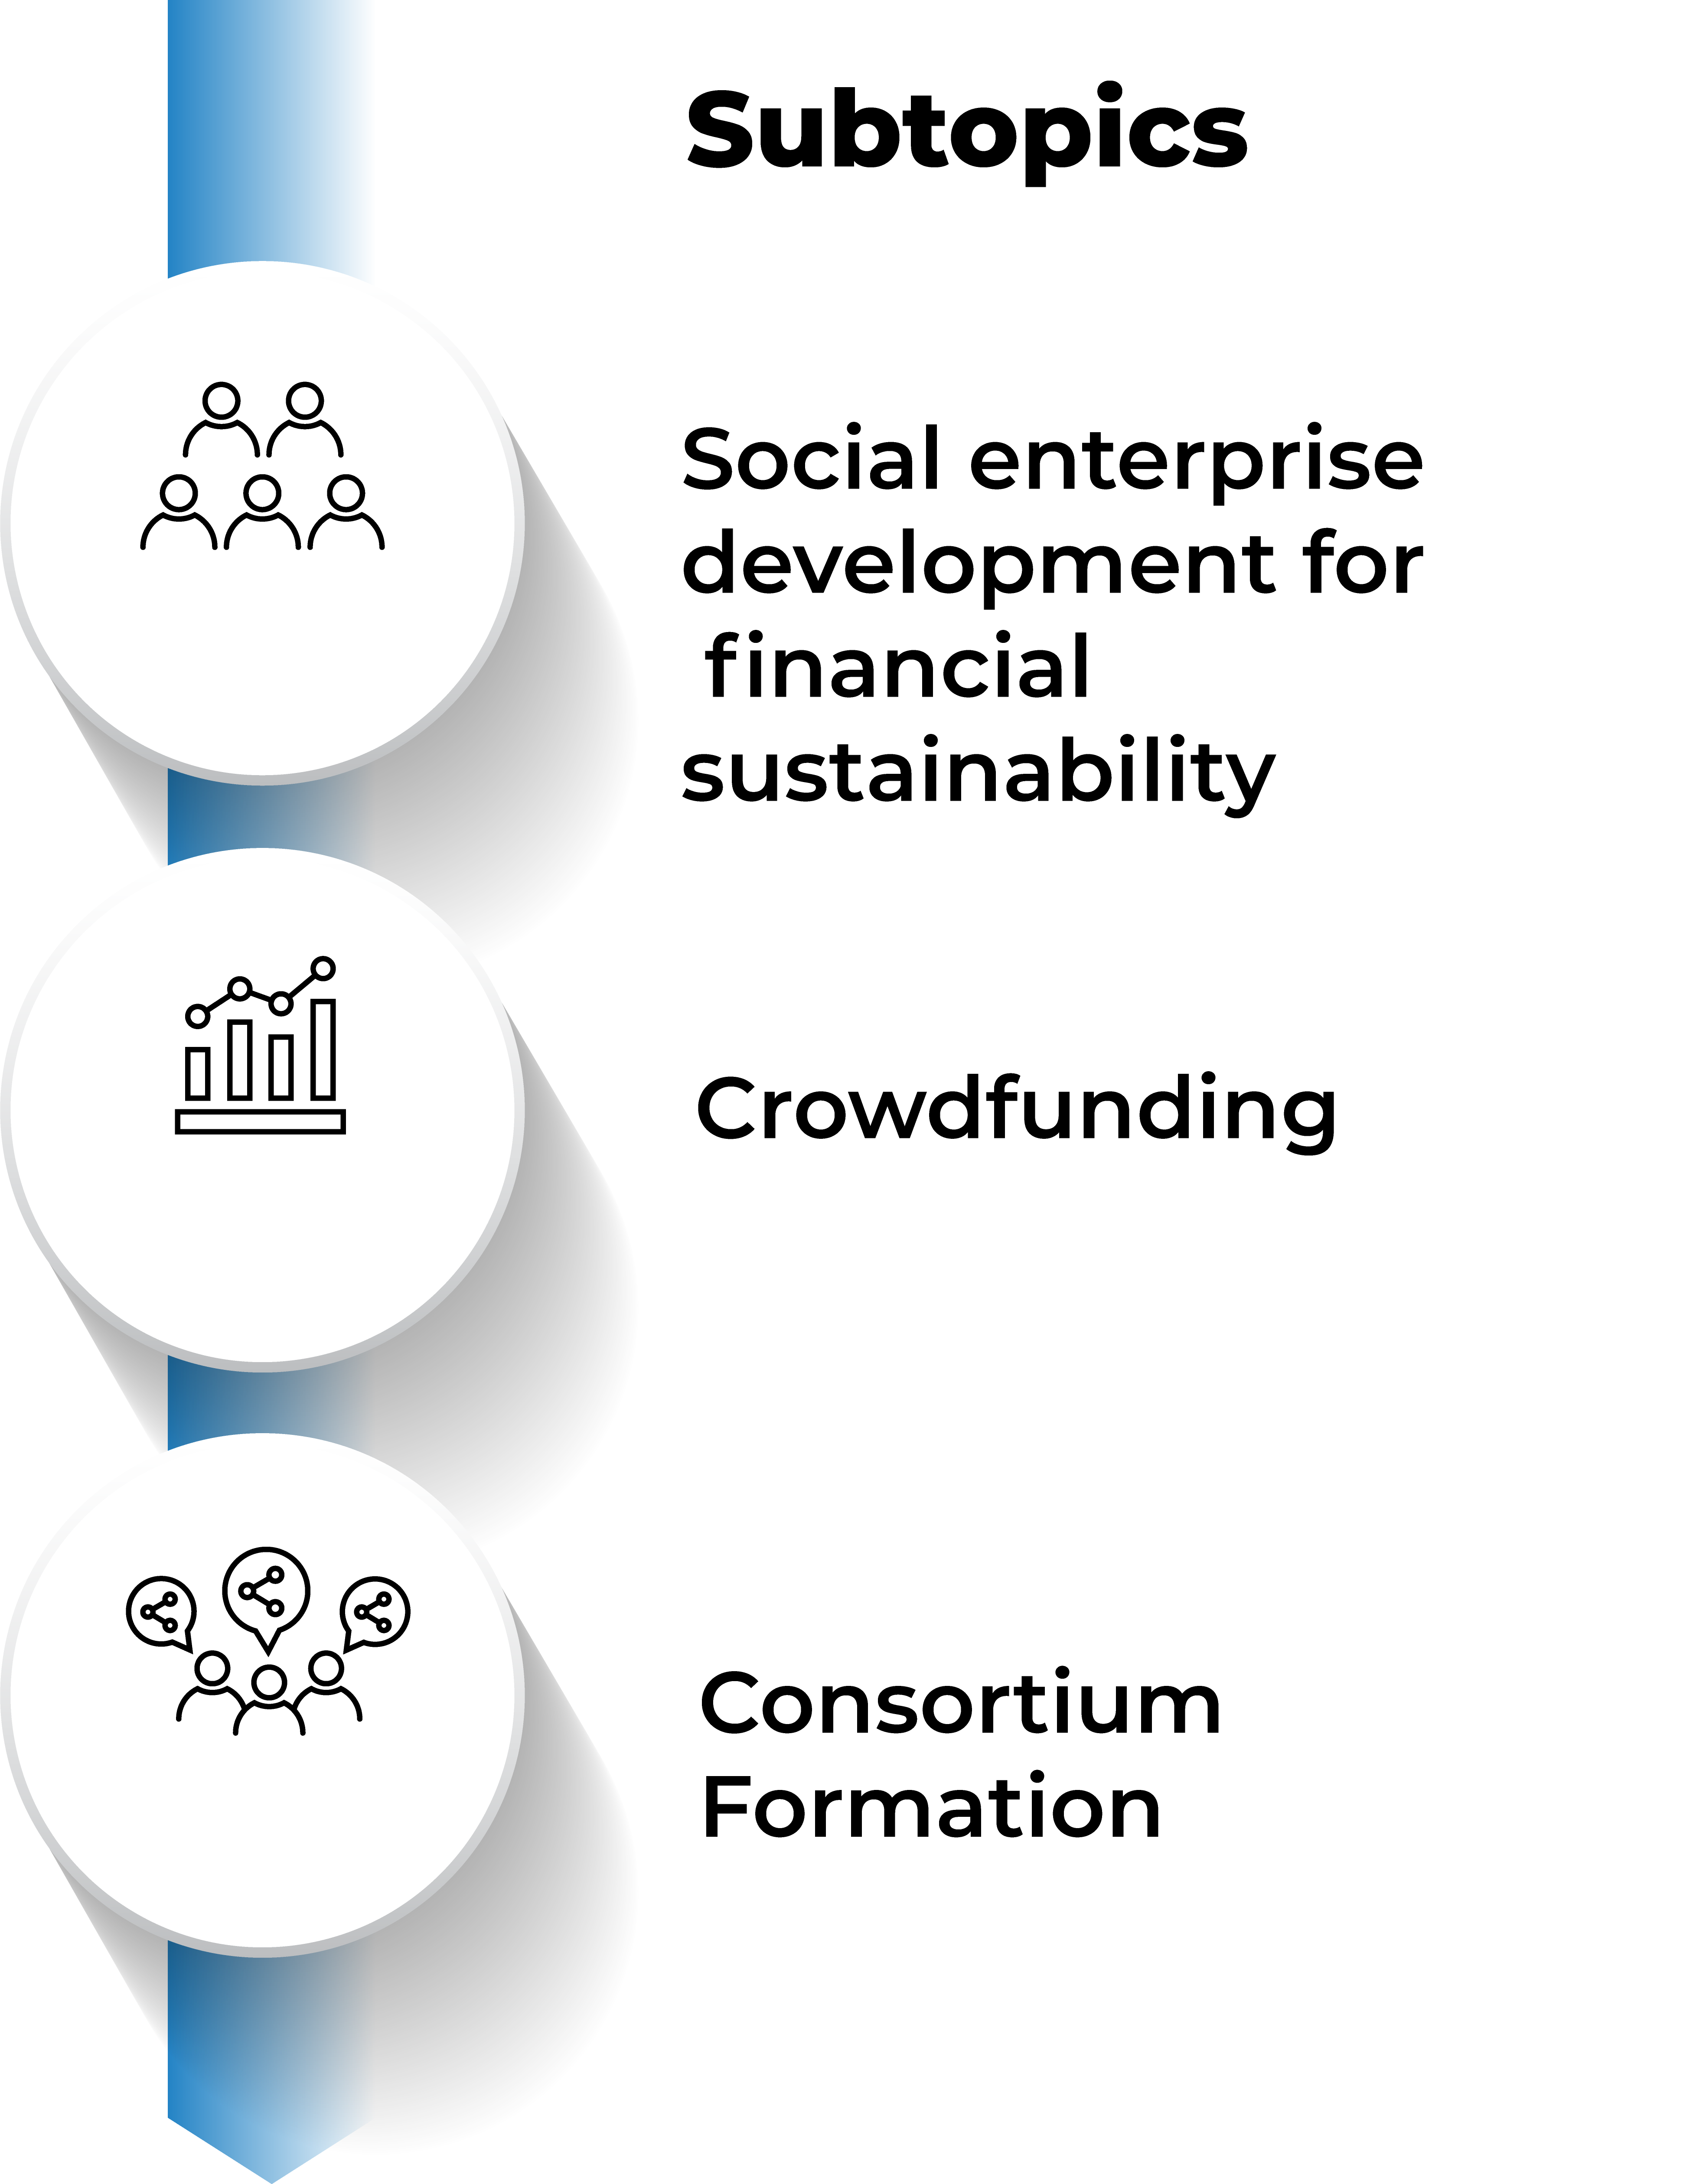 Subtopics
Social enterprise
development for
financial
sustainability
Crowdfunding
Consortium
Formation